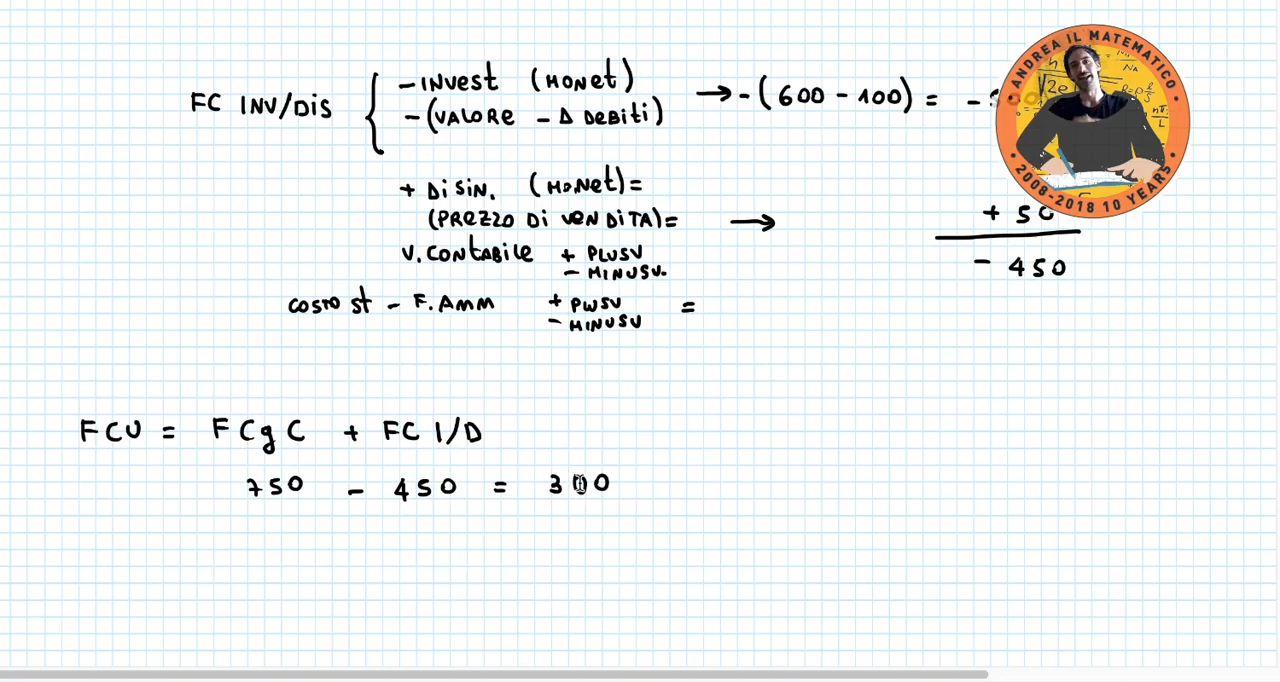 FC INV/DIS
- INVEST (MONET) → - (600 - 100) = -
- (VALORE - Δ DEBITI)
+ DISIN. (MONET) =
(PREZZO DI VENDITA) = → + 50
V. CONTABILE + PLUSV - MINUSV.
- 450
COSTO ST - F. AMM + PLUSV - MINUSV =
FCU = FCgC + FC I/D
750 - 450 = 300
ANDREA IL MATEMATICO
2008-2018 10 YEARS